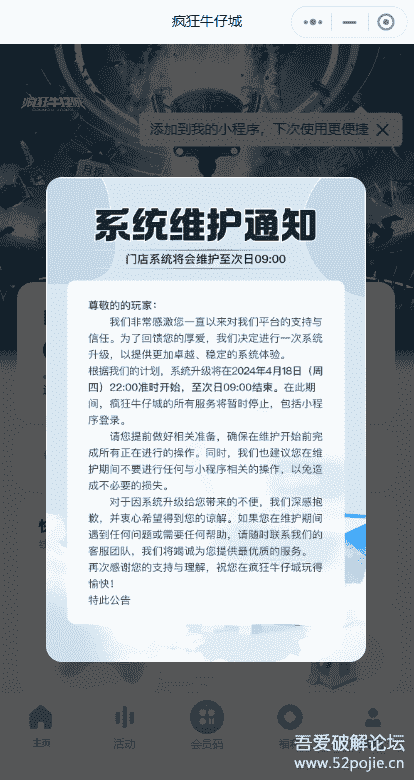 疯狂牛仔城
疯狂牛仔城
添加到我的小程序，下次使用更便捷
系统维护通知
门店系统将会维护至次日09:00
尊敬的的玩家：
我们非常感激您一直以来对我们平台的支持与
信任。为了回馈您的厚爱，我们决定进行一次系统
升级，以提供更加卓越、稳定的系统体验。
根据我们的计划，系统升级将在2024年4月18日（周
四）22:00准时开始，至次日09:00结束。在此期
间，疯狂牛仔城的所有服务将暂时停止，包括小程
序登录。
请您提前做好相关准备，确保在维护开始前完
成所有正在进行的操作。同时，我们也建议您在维
护期间不要进行任何与小程序相关的操作，以免造
成不必要的损失。
对于因系统升级给您带来的不便，我们深感抱
歉，并衷心希望得到您的谅解。如果您在维护期间
遇到任何问题或需要任何帮助，请随时联系我们的
客服团队，我们将竭诚为您提供最优质的服务。
再次感谢您的支持与理解，祝您在疯狂牛仔城玩得
愉快！
特此公告
主页
活动
会员码
吾爱破解论坛
www.52pojie.cn